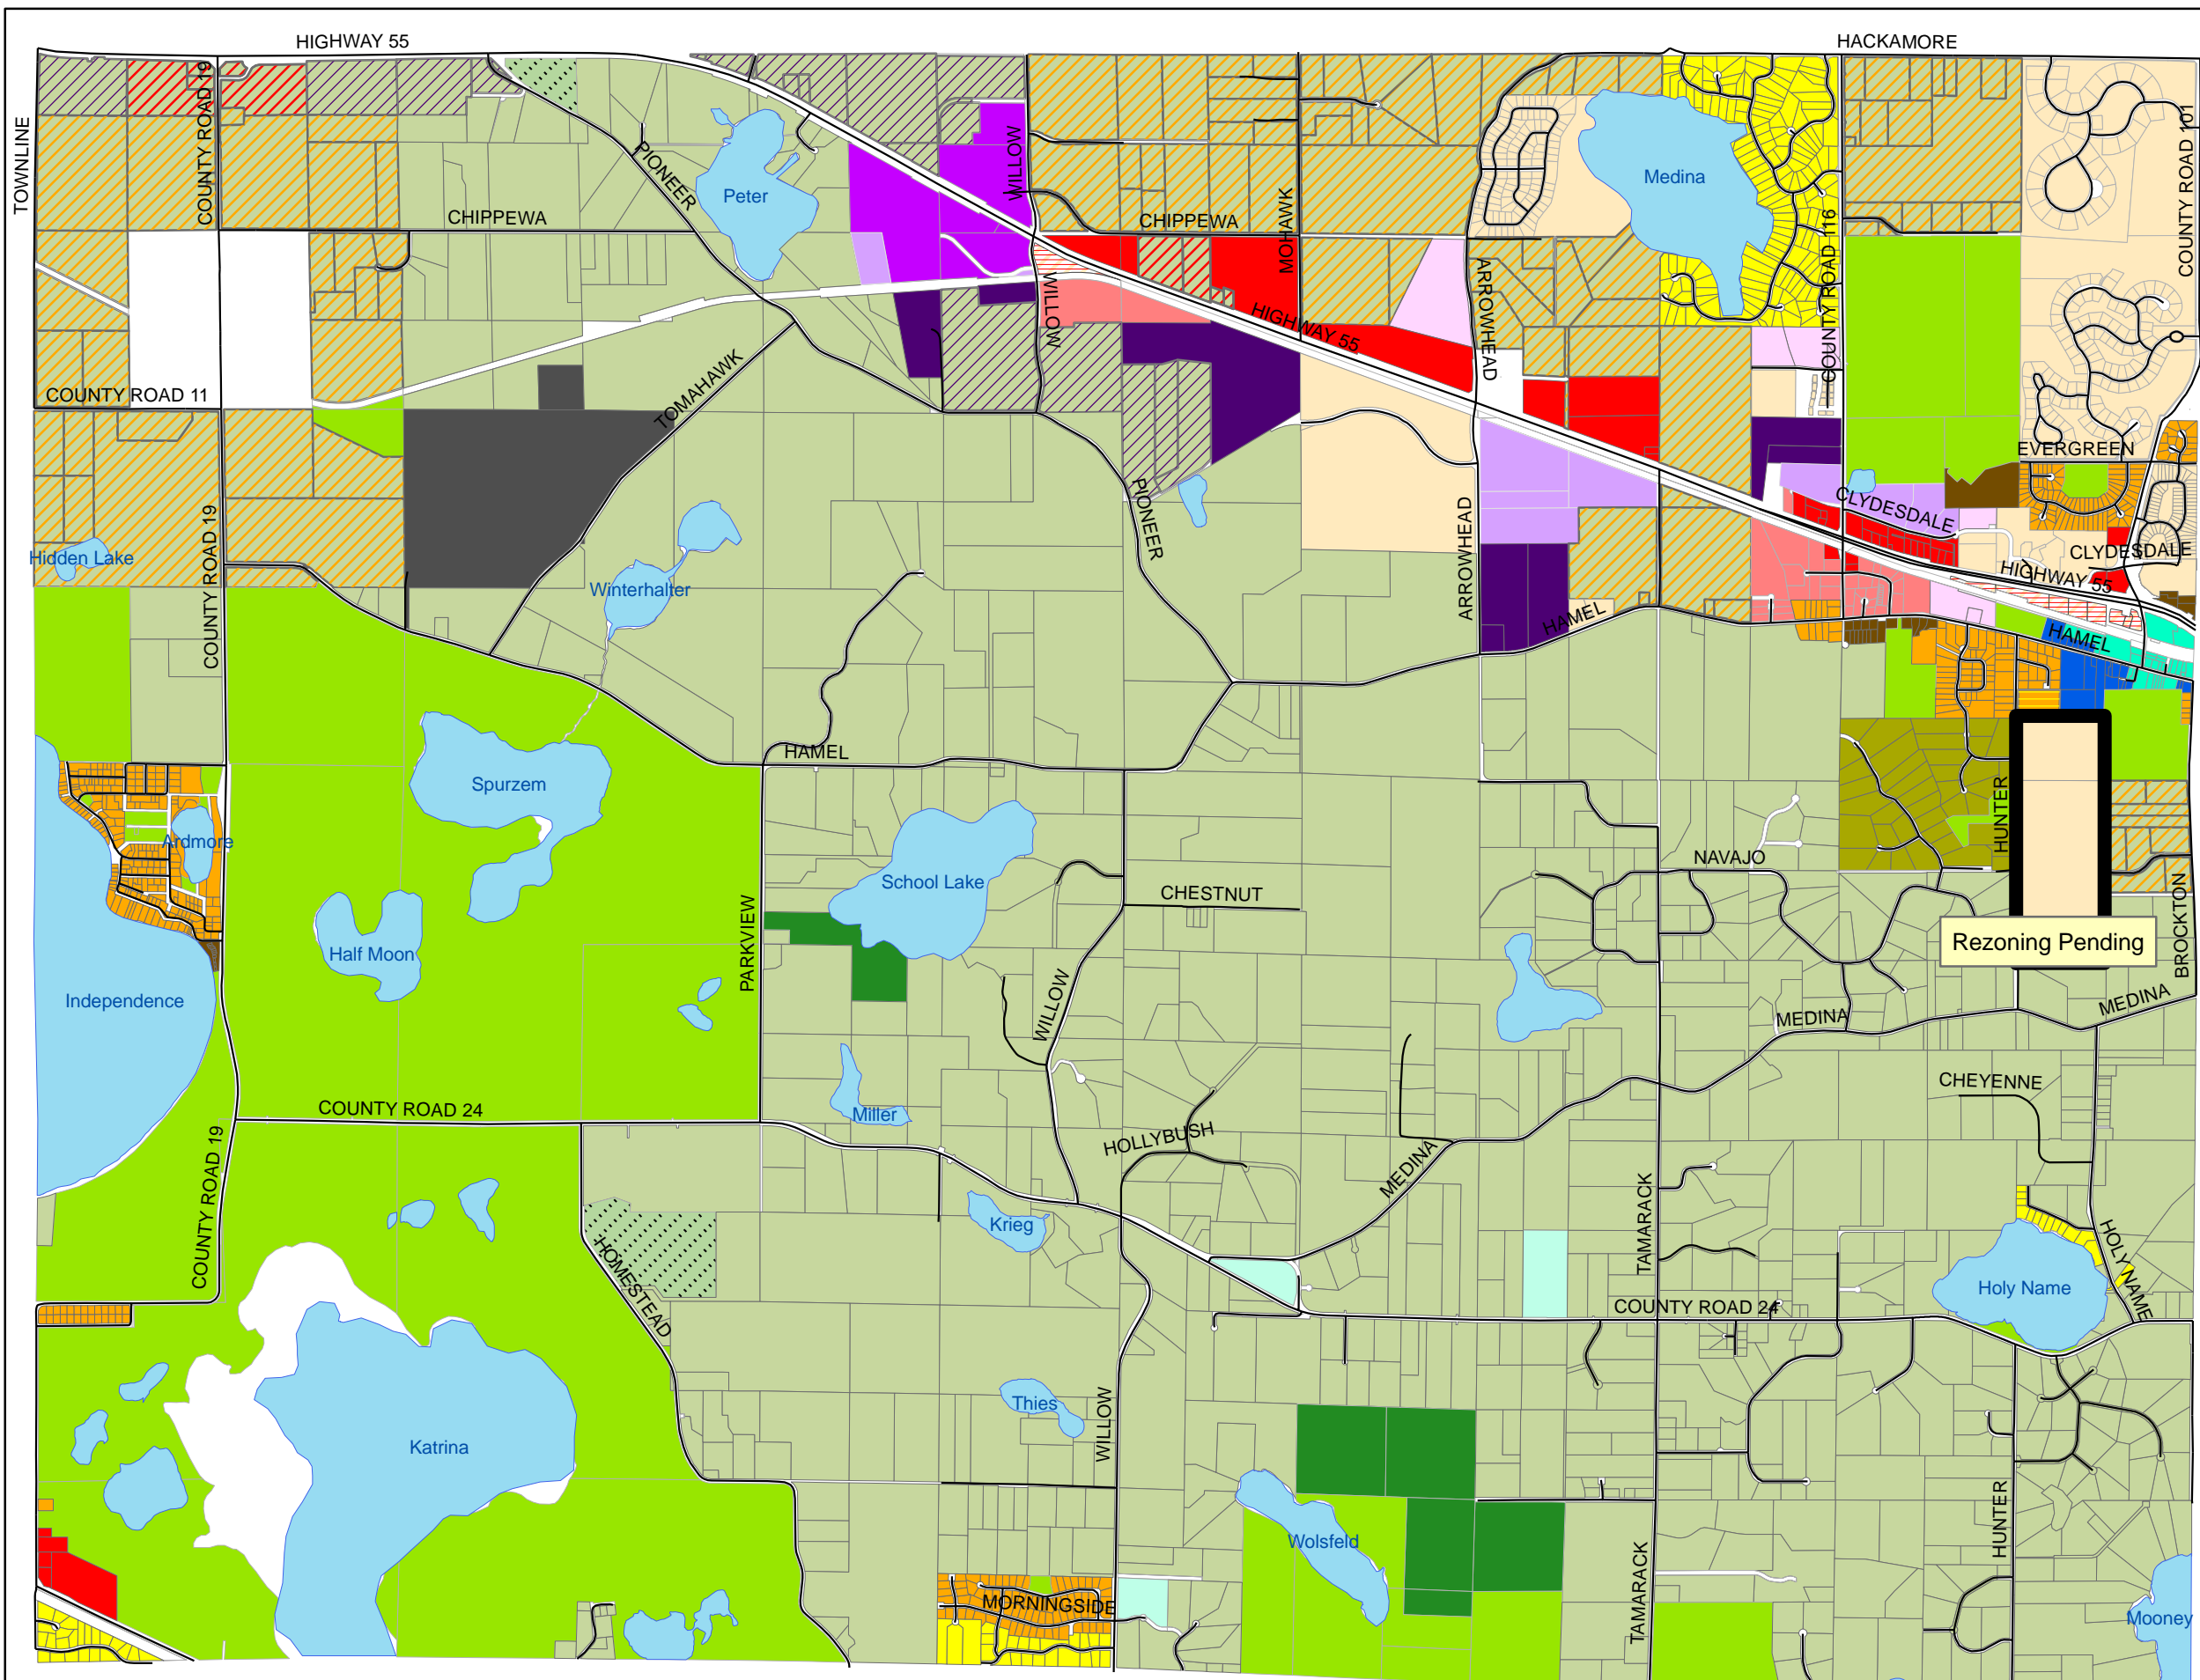 HIGHWAY 55
HACKAMORE
TOWNLINE
COUNTY ROAD 19
COUNTY ROAD 101
PIONEER
WILLOW
Peter
Medina
CHIPPEWA
CHIPPEWA
MOHAWK
COUNTY ROAD 116
ARROWHEAD
WILLOW
HIGHWAY 55
COUNTY ROAD 11
TOMAHAWK
EVERGREEN
PIONEER
CLYDESDALE
CLYDESDALE
Hidden Lake
COUNTY ROAD 19
Winterhalter
ARROWHEAD
HIGHWAY 55
HAMEL
HAMEL
HAMEL
Spurzem
HUNTER
Ardmore
School Lake
NAVAJO
CHESTNUT
PARKVIEW
Half Moon
BROCKTON
Rezoning Pending
Independence
WILLOW
MEDINA
MEDINA
CHEYENNE
COUNTY ROAD 24
Miller
HOLLYBUSH
MEDINA
COUNTY ROAD 19
Krieg
TAMARACK
HOLY NAME
HOMESTEAD
Holy Name
COUNTY ROAD 24
Thies
WILLOW
Katrina
HUNTER
Wolsfeld
MORNINGSIDE
TAMARACK
Mooney